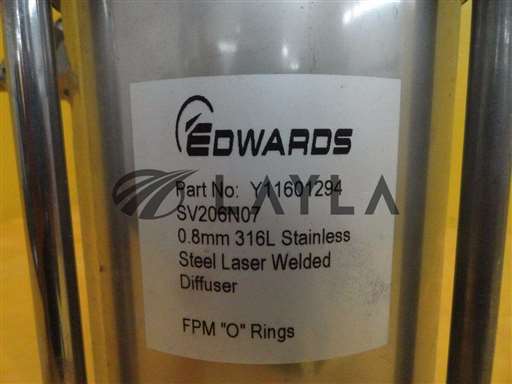 EDWARDS
Part No: Y11601294
LAYLA
SV206N07
0.8mm 316L Stainless
Steel Laser Welded
Diffuser
FPM "O" Rings